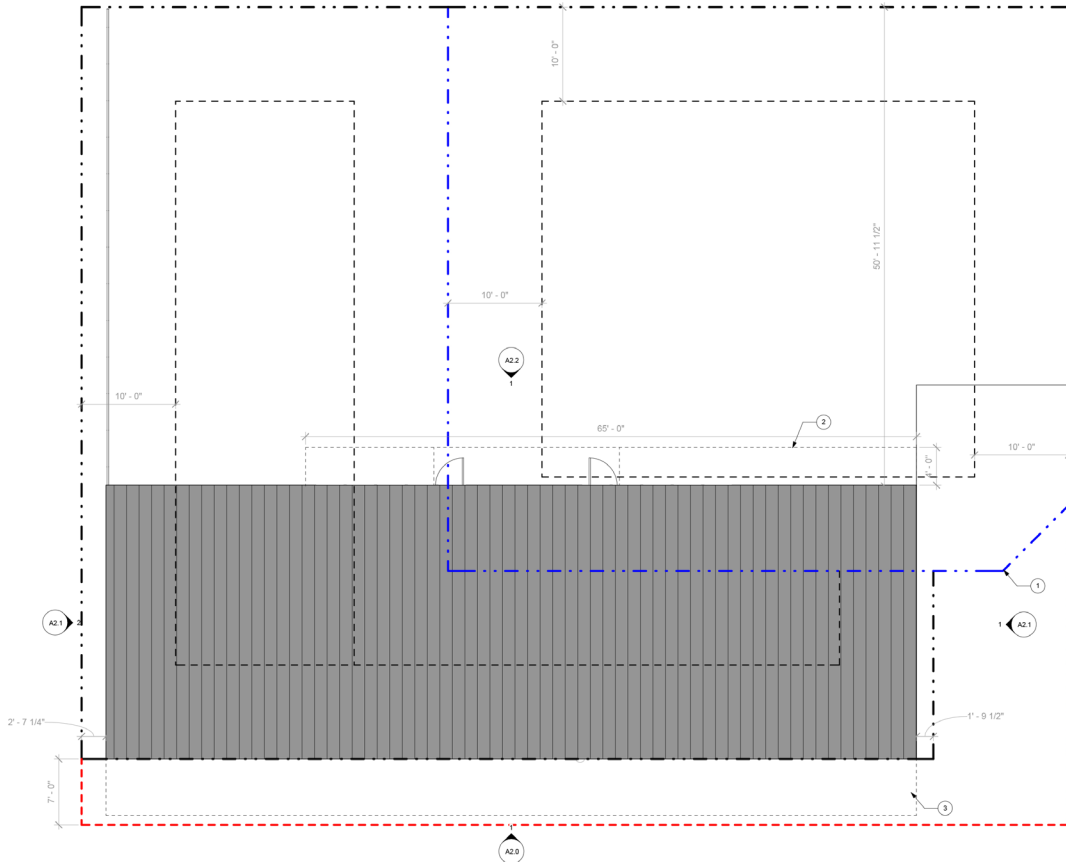 10' - 0"
50' - 11 1/2"
10' - 0"
A2.2
1
10' - 0"
65' - 0"
2
10' - 0"
4' - 0"
1
A2.1
2
1
A2.1
2' - 7 1/4"
1' - 9 1/2"
7' - 0"
3
1
A2.0